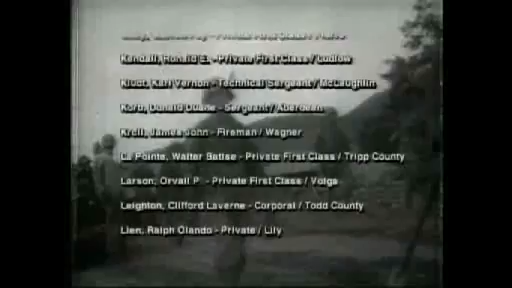 Kendall, Ronald E. - Private First Class / Ludlow
Klotz, Karl Vernon - Technical Sergeant / McLaughlin
Korb, Donald Duane - Sergeant / Aberdeen
Krell, James John - Fireman / Wagner
La Pointe, Walter Batise - Private First Class / Tripp County
Larson, Orvall P. - Private First Class / Volga
Leighton, Clifford Laverne - Corporal / Todd County
Lien, Ralph Olando - Private / Lily